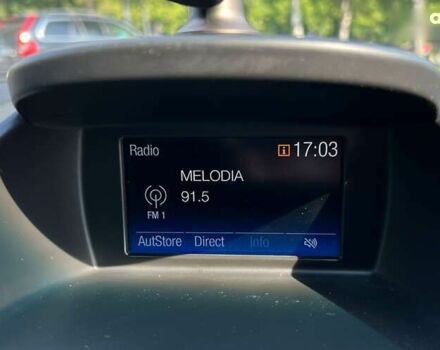 Radio
i 17:03
MELODIA
91.5
FM 1
AutStore Direct Info